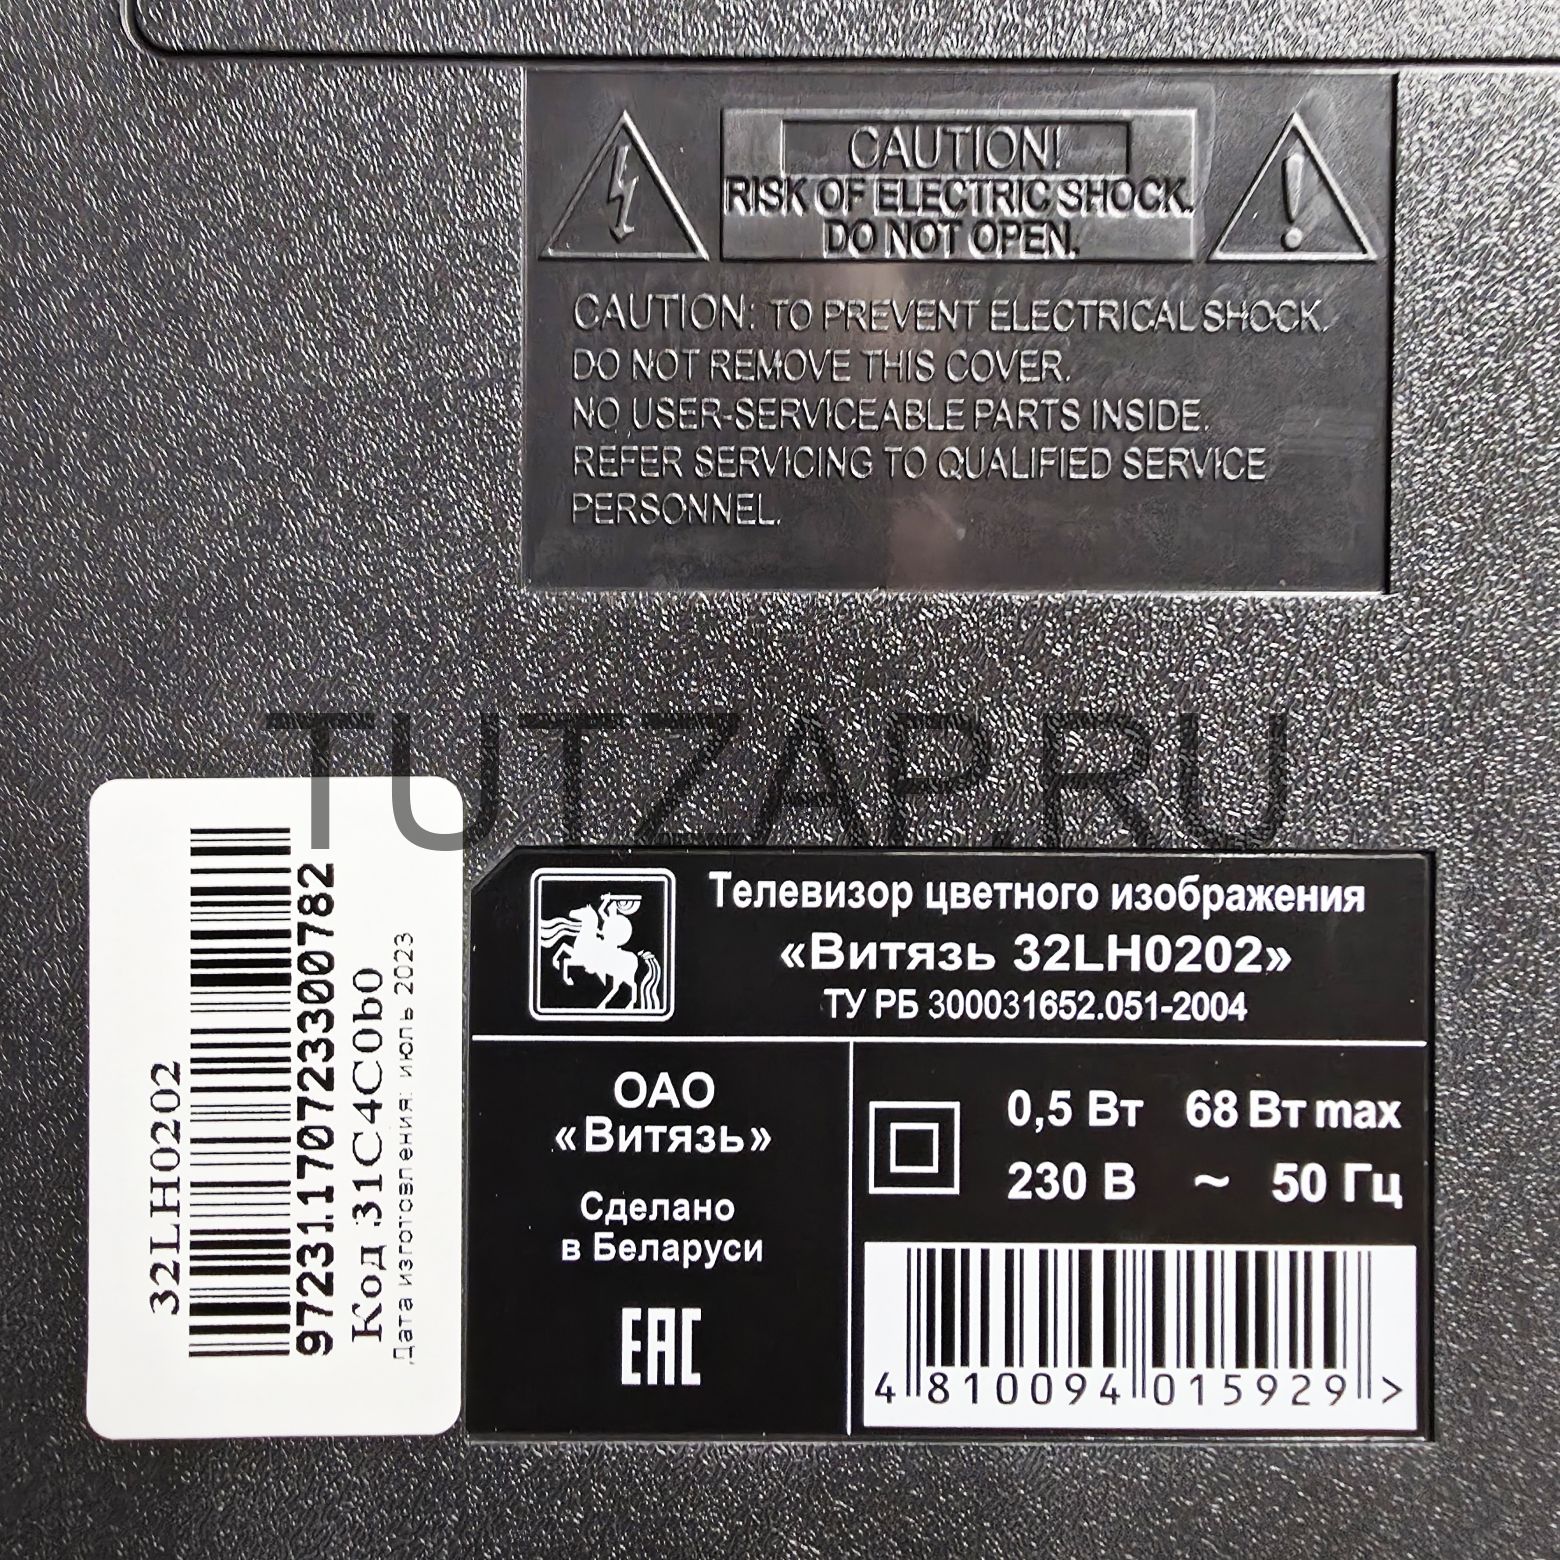 CAUTION!
RISK OF ELECTRIC SHOCK.
DO NOT OPEN.
CAUTION: TO PREVENT ELECTRICAL SHOCK.
DO NOT REMOVE THIS COVER.
NO USER-SERVICEABLE PARTS INSIDE.
REFER SERVICING TO QUALIFIED SERVICE
PERSONNEL.
TUTZAP.RU
32LH0202
9723117072330000782
Код 31C4C0b0
Дата изготовления: июль 2023
Телевизор цветного изображения
«Витязь 32LH0202»
ТУ РБ 300031652.051-2004
ОАО
«Витязь»
Сделано
в Беларуси
EAC
0,5 Вт 68 Вт max
230 В ~ 50 Гц
4 810094 015929 >